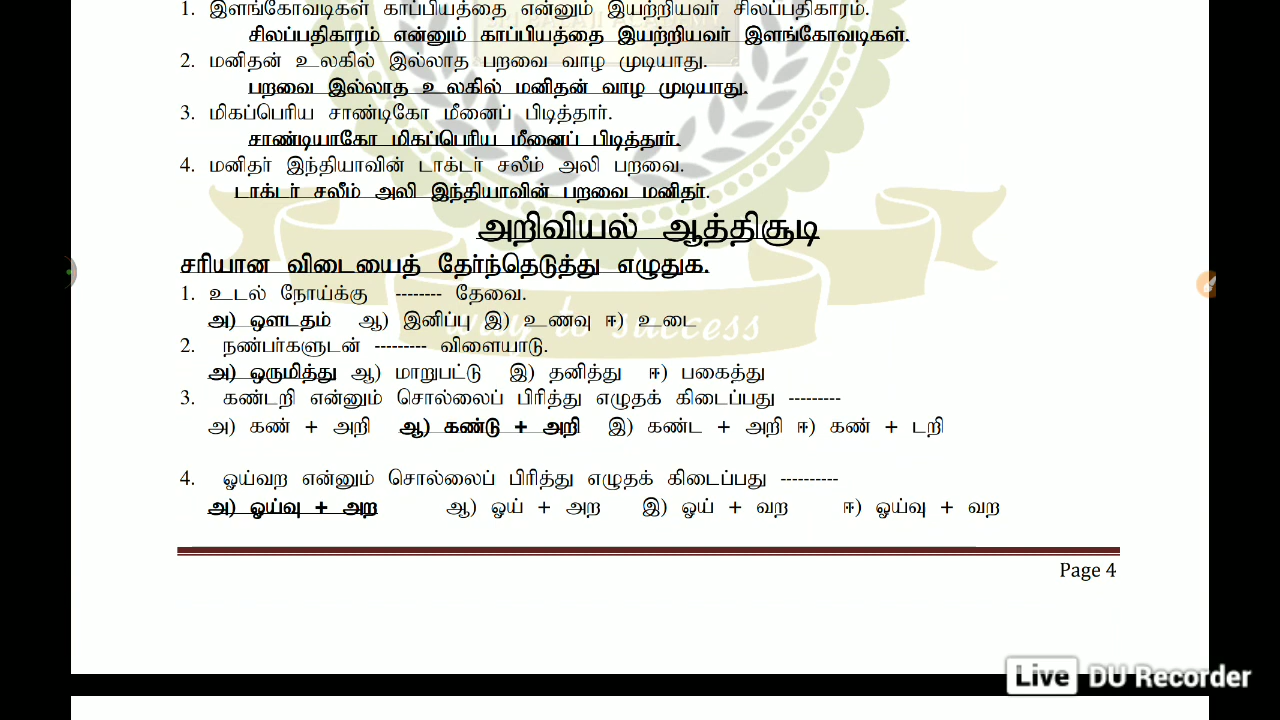 1. இளங்கோவடிகள் காப்பியத்தை என்னும் இயற்றியவர் சிலப்பதிகாரம்.
சிலப்பதிகாரம் என்னும் காப்பியத்தை இயற்றியவர் இளங்கோவடிகள்.
2. மனிதன் உலகில் இல்லாத பறவை வாழ முடியாது.
பறவை இல்லாத உலகில் மனிதன் வாழ முடியாது.
3. மிகப்பெரிய சாண்டிகோ மீனைப் பிடித்தார்.
சாண்டியாகோ மிகப்பெரிய மீனைப் பிடித்தார்.
4. மனிதர் இந்தியாவின் டாக்டர் சலீம் அலி பறவை.
டாக்டர் சலீம் அலி இந்தியாவின் பறவை மனிதர்.
அறிவியல் ஆத்திசூடி
சரியான விடையைத் தேர்ந்தெடுத்து எழுதுக.
1. உடல் நோய்க்கு -------- தேவை.
அ) ஔடதம் ஆ) இனிப்பு இ) உணவு ஈ) உடை
2. நண்பர்களுடன் --------- விளையாடு.
அ) ஒருமித்து ஆ) மாறுபட்டு இ) தனித்து ஈ) பகைத்து
3. கண்டறி என்னும் சொல்லைப் பிரித்து எழுதக் கிடைப்பது ---------
அ) கண் + அறி ஆ) கண்டு + அறி இ) கண்ட + அறி ஈ) கண் + டறி
4. ஓய்வற என்னும் சொல்லைப் பிரித்து எழுதக் கிடைப்பது ----------
அ) ஓய்வு + அற ஆ) ஓய் + அற இ) ஓய் + வற ஈ) ஓய்வு + வற
way to success
Page 4
Live DU Recorder